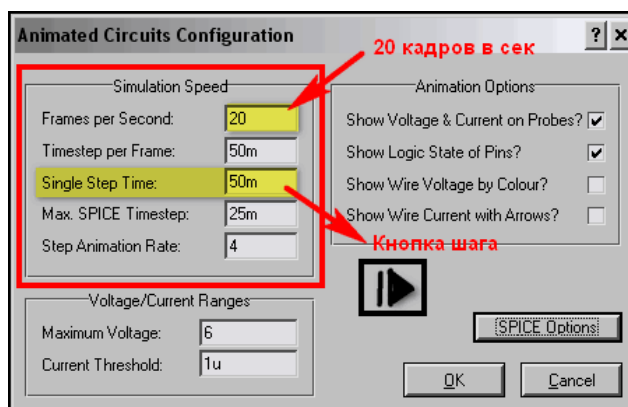 Animated Circuits Configuration
20 кадров в сек
Simulation Speed
Frames per Second: 20
Timestep per Frame: 50m
Single Step Time: 50m
Max. SPICE Timestep: 25m
Step Animation Rate: 4
Animation Options
Show Voltage & Current on Probes?
Show Logic State of Pins?
Show Wire Voltage by Colour?
Show Wire Current with Arrows?
Кнопка шага
Voltage/Current Ranges
Maximum Voltage: 6
Current Threshold: 1u
SPICE Options
OK
Cancel